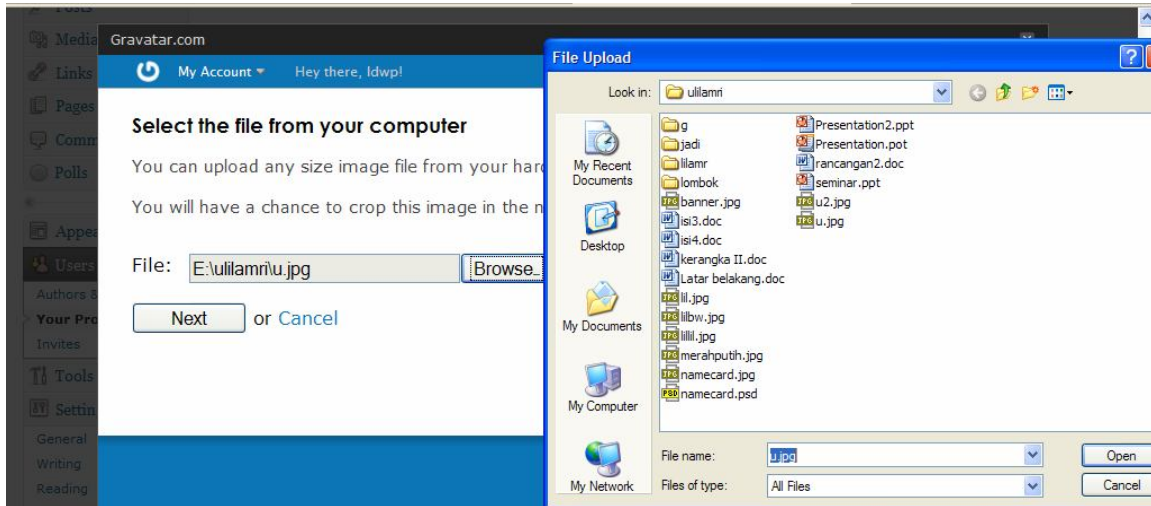 Posts
Media
Links
Pages
Comm
Polls
Appea
Users
Authors &
Your Pro
Invites
Tools
Settin
General
Writing
Reading
Gravatar.com
My Account
Hey there, ldwp!
Select the file from your computer
You can upload any size image file from your hard
You will have a chance to crop this image in the n
File:
E:\ulilamri\u.jpg
Browse..
Next
or Cancel
File Upload
Look in:
ulilamri
My Recent
Documents
Desktop
My Documents
My Computer
My Network
g
jadi
lilamr
lombok
banner.jpg
isi3.doc
isi4.doc
kerangka II.doc
Latar belakang.doc
lil.jpg
lilbw.jpg
lillil.jpg
merahputih.jpg
namecard.jpg
namecard.psd
Presentation2.ppt
Presentation.pot
rancangan2.doc
seminar.ppt
u2.jpg
u.jpg
File name:
u.jpg
Open
Files of type:
All Files
Cancel